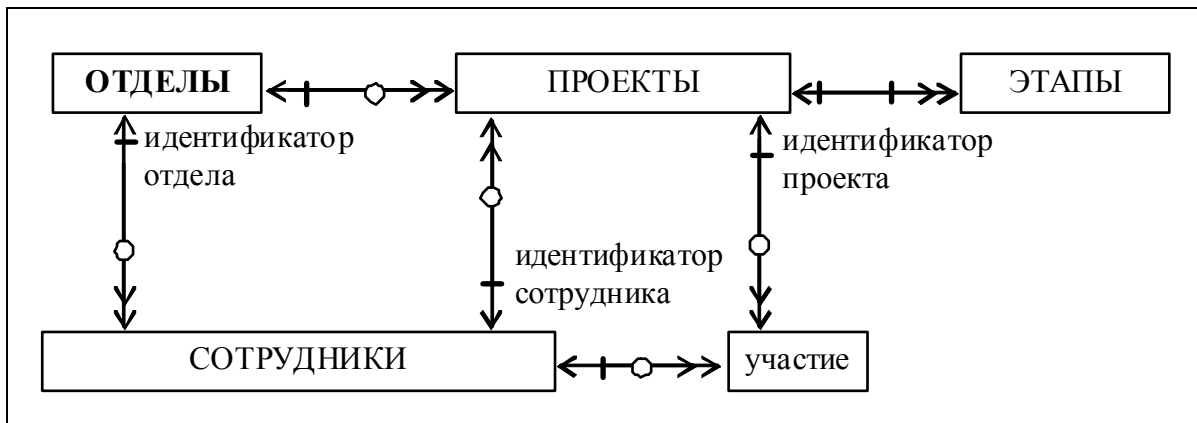 ОТДЕЛЫ
ПРОЕКТЫ
ЭТАПЫ
идентификатор
отдела
идентификатор
проекта
идентификатор
сотрудника
СОТРУДНИКИ
участие